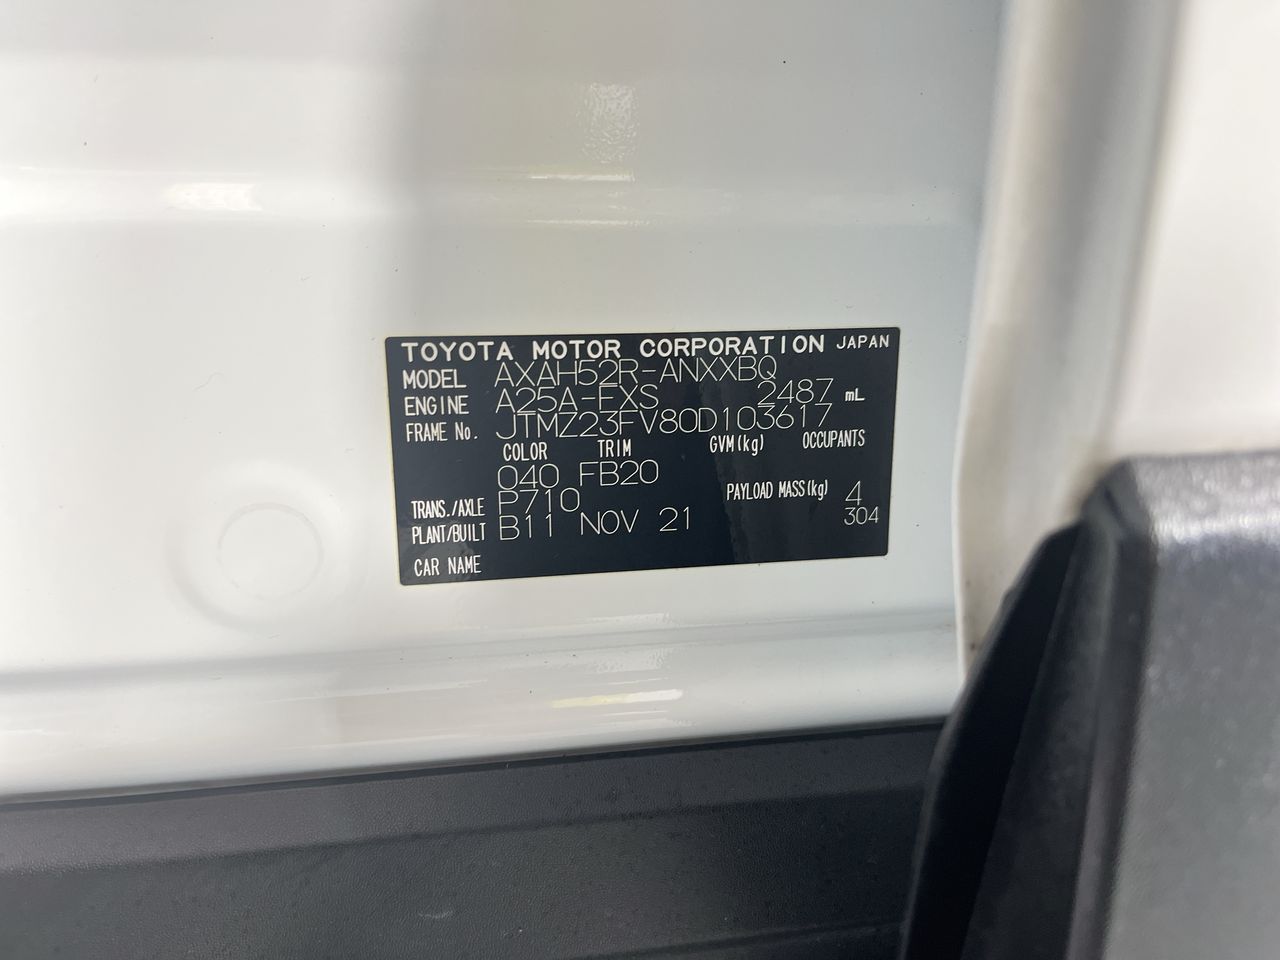 TOYOTA MOTOR CORPORATION JAPAN
MODEL AXAH52R-ANXXBQ
ENGINE A25A-FXS 2487 mL
FRAME No. JTMZ23FV80D103617
COLOR TRIM GVM(kg) OCCUPANTS
040 FB20
TRANS./AXLE P710 PAYLOAD MASS(kg) 4
PLANT/BUILT B11 NOV 21 304
CAR NAME